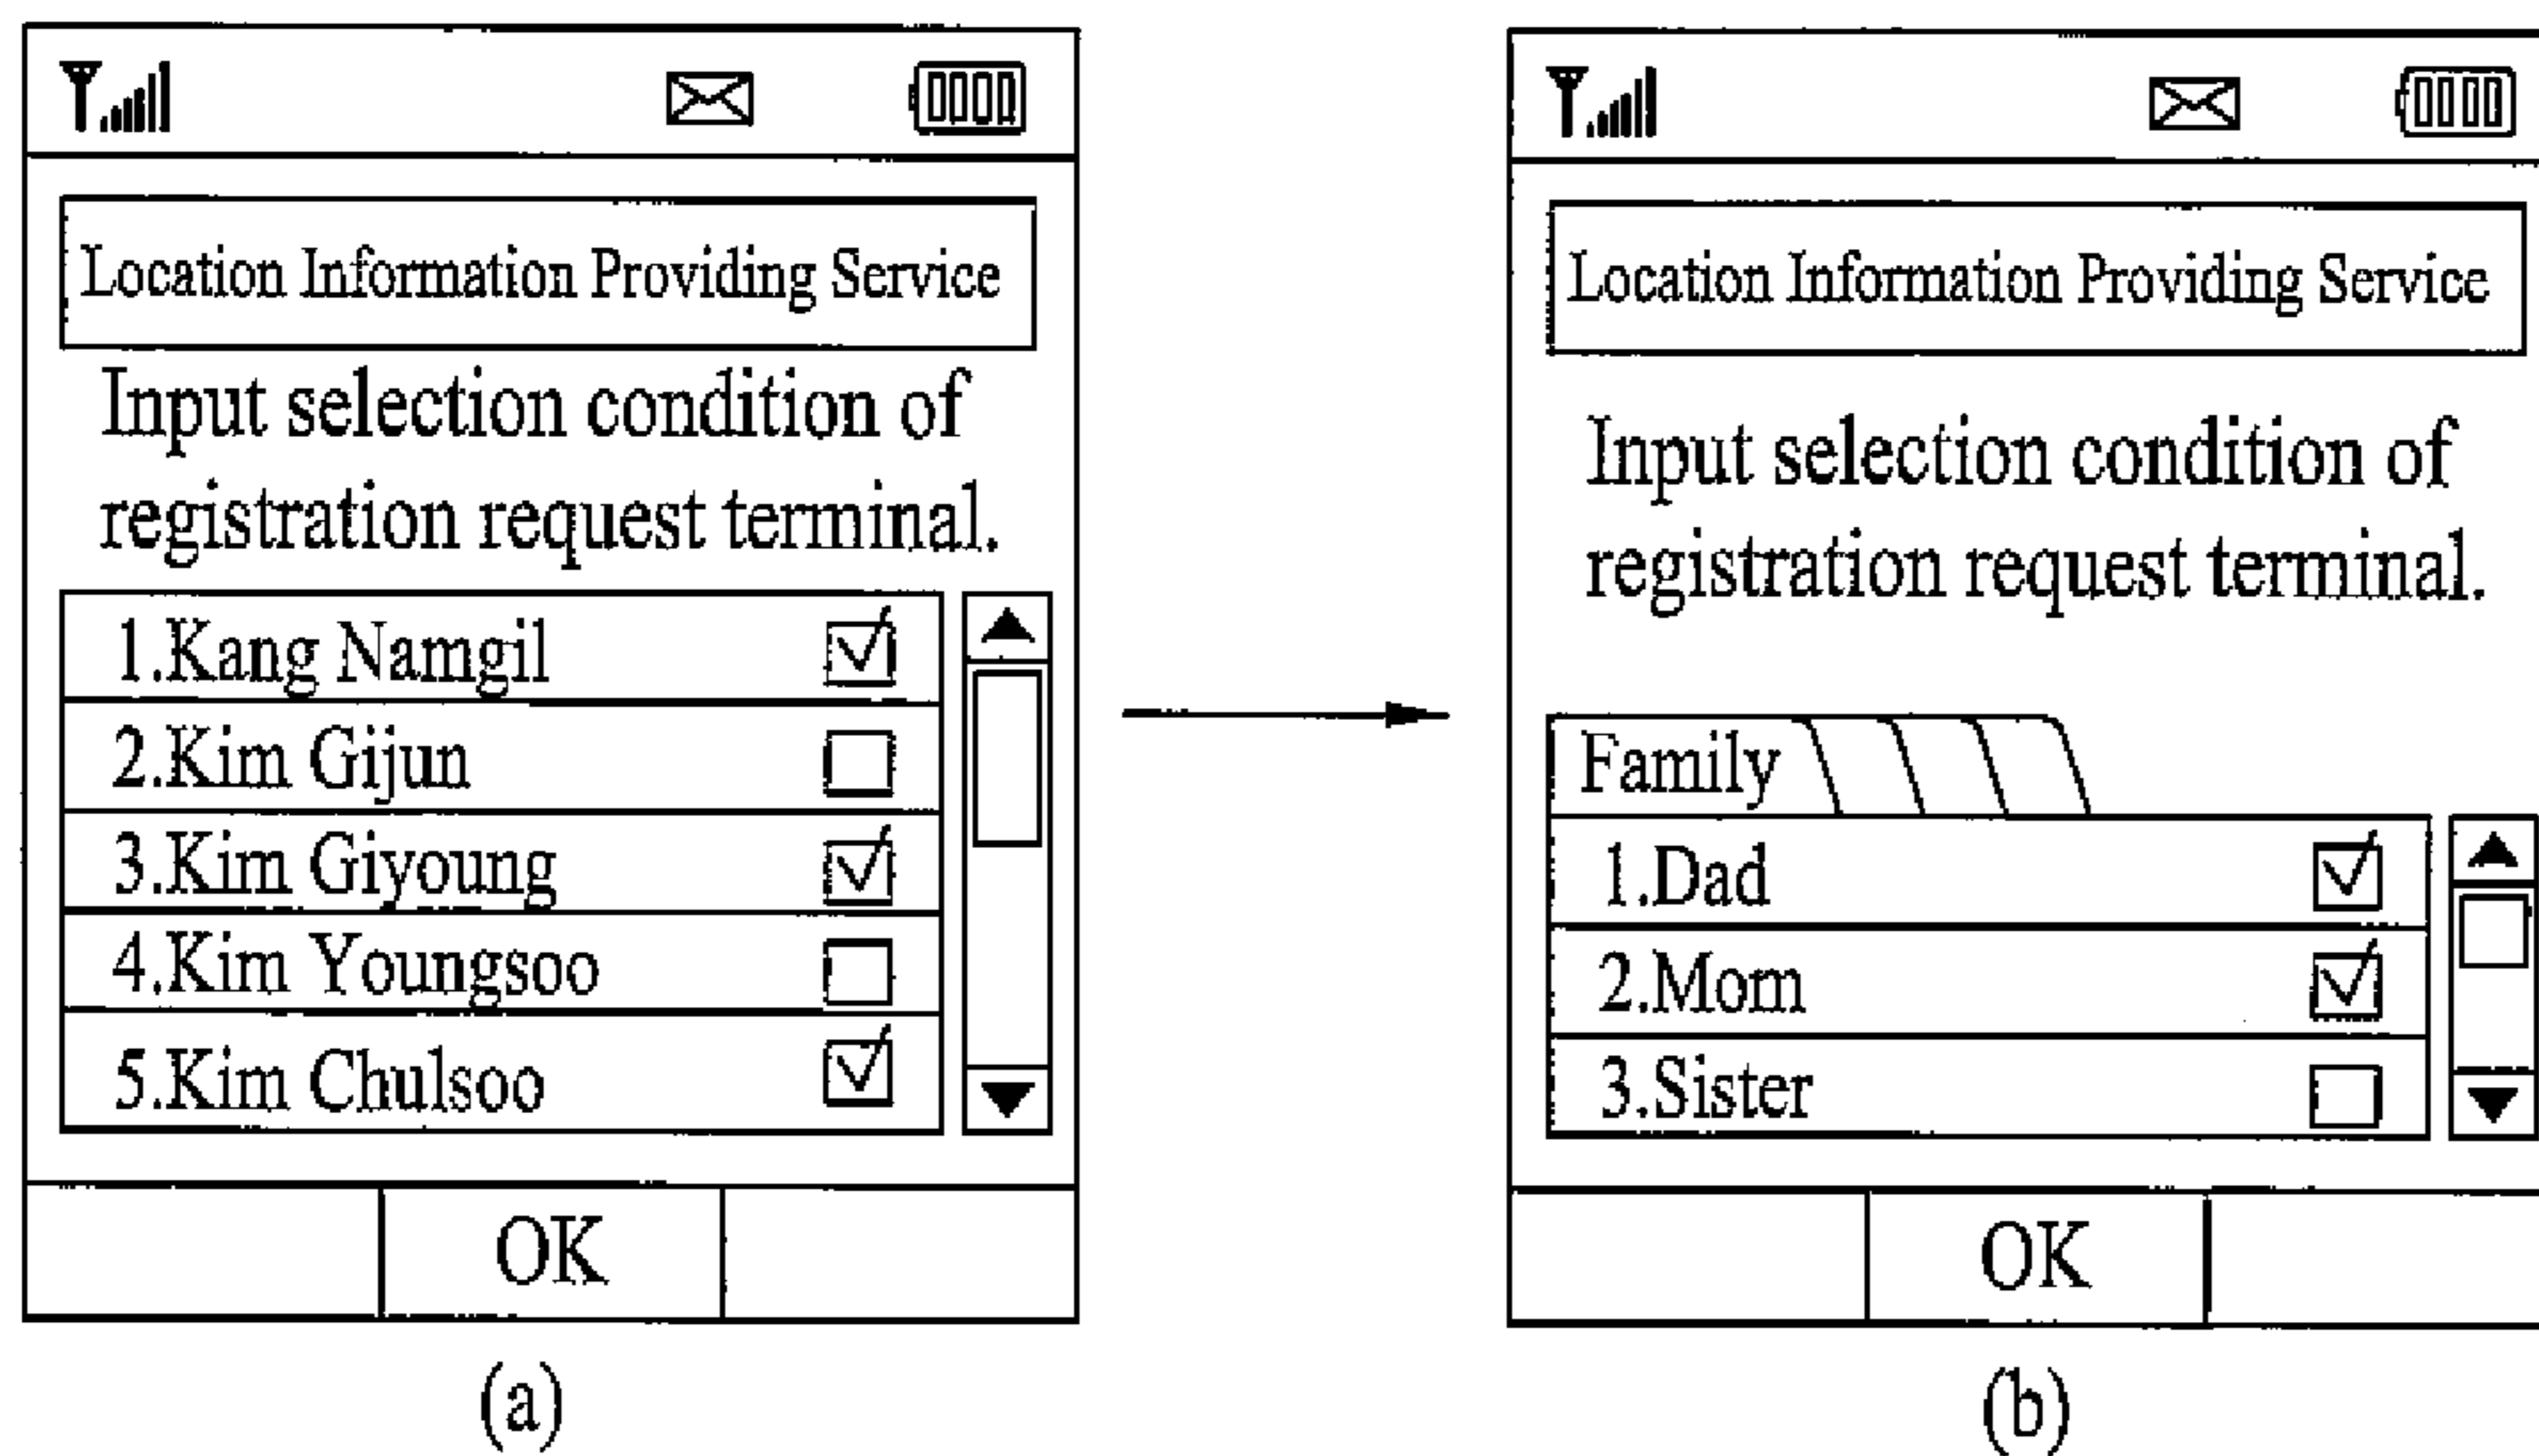 Location Information Providing Service
Input selection condition of
registration request terminal.
1.Kang Namgil
2.Kim Gijun
3.Kim Giyoung
4.Kim Youngsoo
5.Kim Chulsoo
OK
(a)
Location Information Providing Service
Input selection condition of
registration request terminal.
Family
1.Dad
2.Mom
3.Sister
OK
(b)